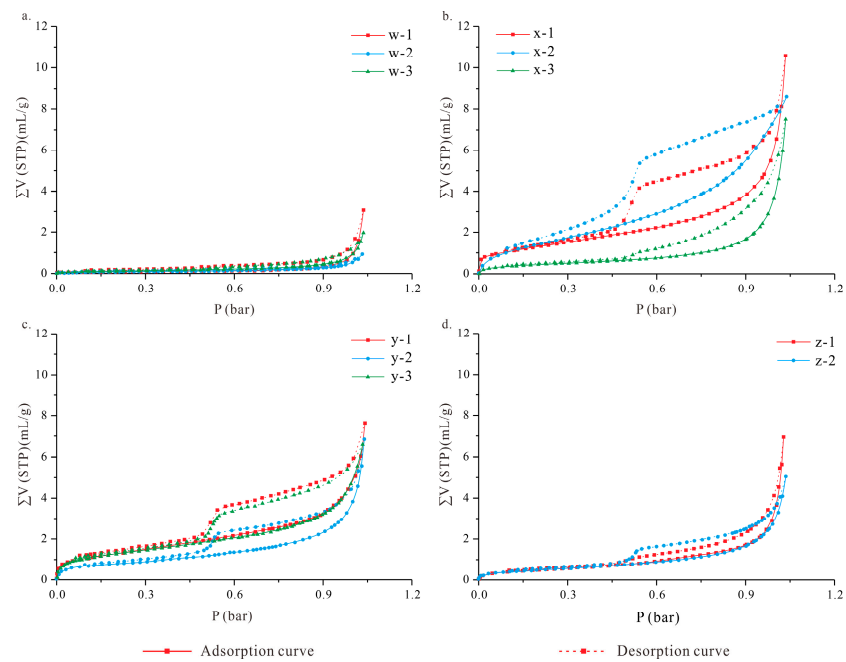 a.
w-1
w-2
w-3
12
10
8
6
4
2
0
∑V (STP)(mL/g)
0.0 0.3 0.6 0.9 1.2
P (bar)
b.
x-1
x-2
x-3
12
10
8
6
4
2
0
∑V (STP)(mL/g)
0.0 0.3 0.6 0.9 1.2
P (bar)
c.
y-1
y-2
y-3
12
10
8
6
4
2
0
∑V (STP)(mL/g)
0.0 0.3 0.6 0.9 1.2
P (bar)
d.
z-1
z-2
12
10
8
6
4
2
0
∑V (STP)(mL/g)
0.0 0.3 0.6 0.9 1.2
P (bar)
Adsorption curve Desorption curve